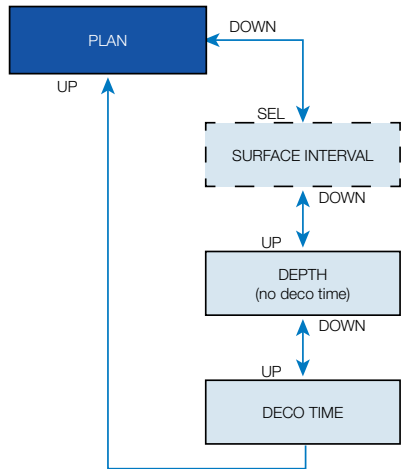 PLAN
DOWN
UP
SEL
SURFACE INTERVAL
DOWN
UP
DEPTH
(no deco time)
DOWN
UP
DECO TIME